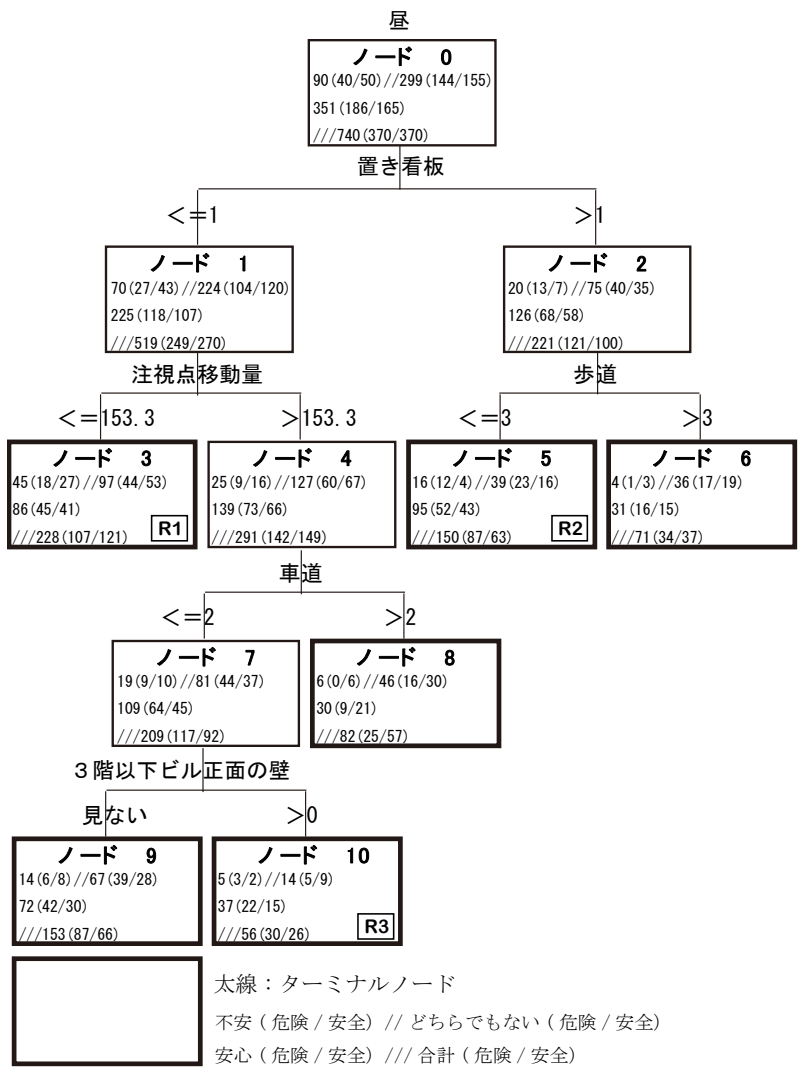 昼
ノード 0
90(40/50)//299(144/155)
351(186/165)
///740(370/370)
置き看板
<=1
>1
ノード 1
70(27/43)//224(104/120)
225(118/107)
///519(249/270)
ノード 2
20(13/7)//75(40/35)
126(68/58)
///221(121/100)
注視点移動量
歩道
<=153.3
>153.3
<=3
>3
ノード 3
45(18/27)//97(44/53)
86(45/41)
///228(107/121)
R1
ノード 4
25(9/16)//127(60/67)
139(73/66)
///291(142/149)
ノード 5
16(12/4)//39(23/16)
95(52/43)
///150(87/63)
R2
ノード 6
4(1/3)//36(17/19)
31(16/15)
///71(34/37)
車道
<=2
>2
ノード 7
19(9/10)//81(44/37)
109(64/45)
///209(117/92)
ノード 8
6(0/6)//46(16/30)
30(9/21)
///82(25/57)
3階以下ビル正面の壁
見ない
>0
ノード 9
14(6/8)//67(39/28)
72(42/30)
///153(87/66)
ノード 10
5(3/2)//14(5/9)
37(22/15)
///56(30/26)
R3
太線：ターミナルノード
不安(危険/安全)//どちらでもない(危険/安全)
安心(危険/安全)///合計(危険/安全)